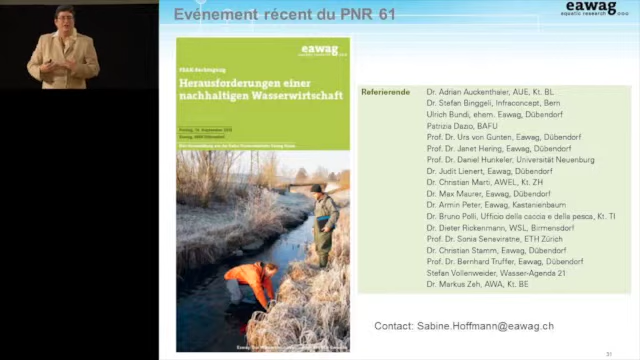 Evénement récent du PNR 61
eawag
aquatic research
eawag
PEAK-Vertiefung
Herausforderungen einer
nachhaltigen Wasserwirtschaft
Referierende
Dr. Adrian Auckenthaler, AUE, Kt. BL
Dr. Stefan Binggeli, Infraconcept, Bern
Ulrich Bundi, ehem. Eawag, Dübendorf
Patrizia Dazio, BAFU
Prof. Dr. Urs von Gunten, Eawag, Dübendorf
Prof. Dr. Janet Hering, Eawag, Dübendorf
Prof. Dr. Daniel Hunkeler, Universität Neuenburg
Dr. Judit Lienert, Eawag, Dübendorf
Dr. Christian Marti, AWEL, Kt. ZH
Dr. Max Maurer, Eawag, Dübendorf
Dr. Armin Peter, Eawag, Kastanienbaum
Dr. Bruno Polli, Ufficio della caccia e della pesca, Kt. TI
Dr. Dieter Rickenmann, WSL, Birmensdorf
Prof. Dr. Sonia Seneviratne, ETH Zürich
Dr. Christian Stamm, Eawag, Dübendorf
Prof. Dr. Bernhard Truffer, Eawag, Dübendorf
Stefan Vollenweider, Wasser-Agenda 21
Dr. Markus Zeh, AWA, Kt. BE
Contact: Sabine.Hoffmann@eawag.ch
31